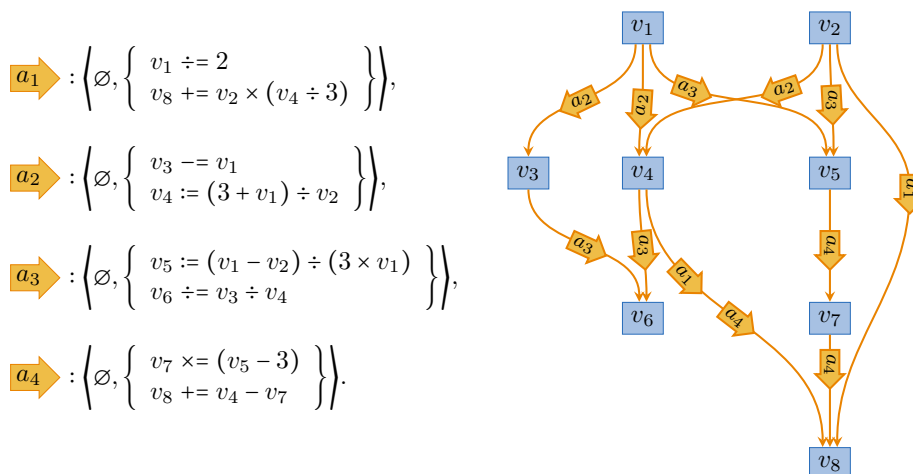 a₁ : ⟨∅, { v₁ ÷= 2
v₈ += v₂ × (v₄ ÷ 3) }⟩,
a₂ : ⟨∅, { v₃ −= v₁
v₄ := (3 + v₁) ÷ v₂ }⟩,
a₃ : ⟨∅, { v₅ := (v₁ − v₂) ÷ (3 × v₁)
v₆ ÷= v₃ ÷ v₄ }⟩,
a₄ : ⟨∅, { v₇ ×= (v₅ − 3)
v₈ += v₄ − v₇ }⟩.
v₁ v₂
a₂ a₂ a₃ a₂ a₃
v₃ v₄ v₅ a₁
a₃ a₃ a₁ a₄
v₆ a₄ v₇
a₄
v₈